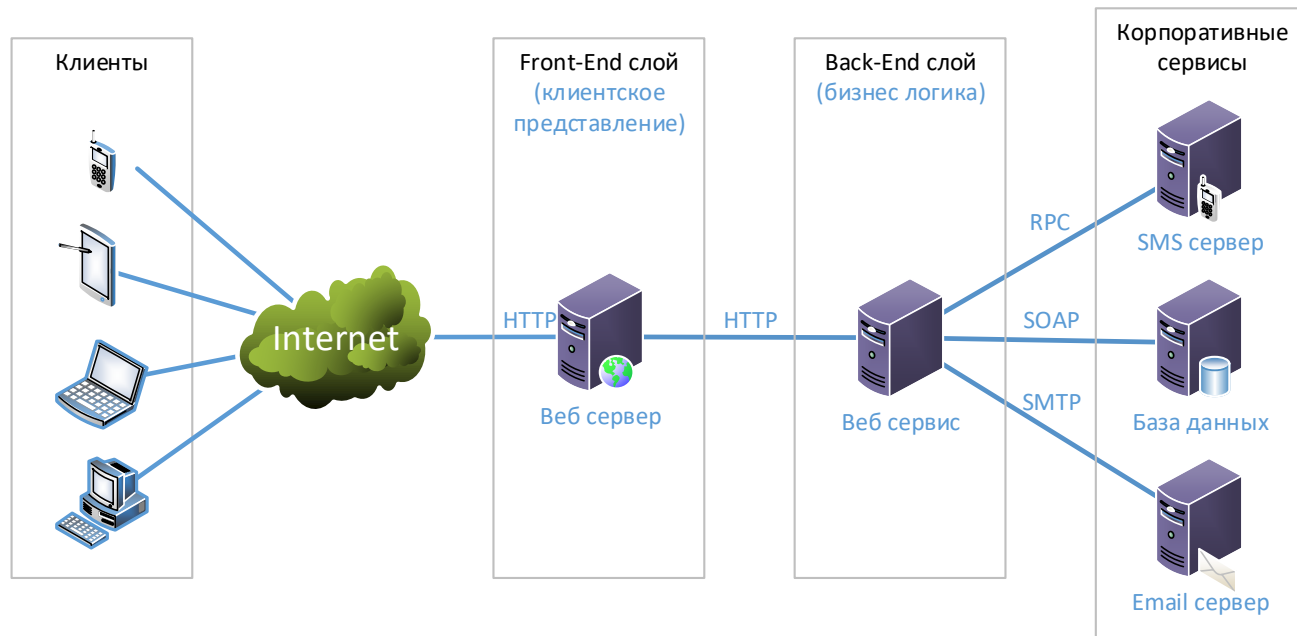 Клиенты
Front-End слой
(клиентское
представление)
Back-End слой
(бизнес логика)
Корпоративные
сервисы
Internet
HTTP
Веб сервер
HTTP
Веб сервис
RPC
SMS сервер
SOAP
База данных
SMTP
Email сервер